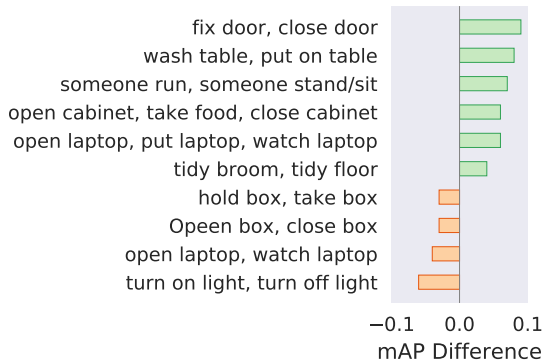 fix door, close door
wash table, put on table
someone run, someone stand/sit
open cabinet, take food, close cabinet
open laptop, put laptop, watch laptop
tidy broom, tidy floor
hold box, take box
Opeen box, close box
open laptop, watch laptop
turn on light, turn off light
−0.1 0.0 0.1
mAP Difference